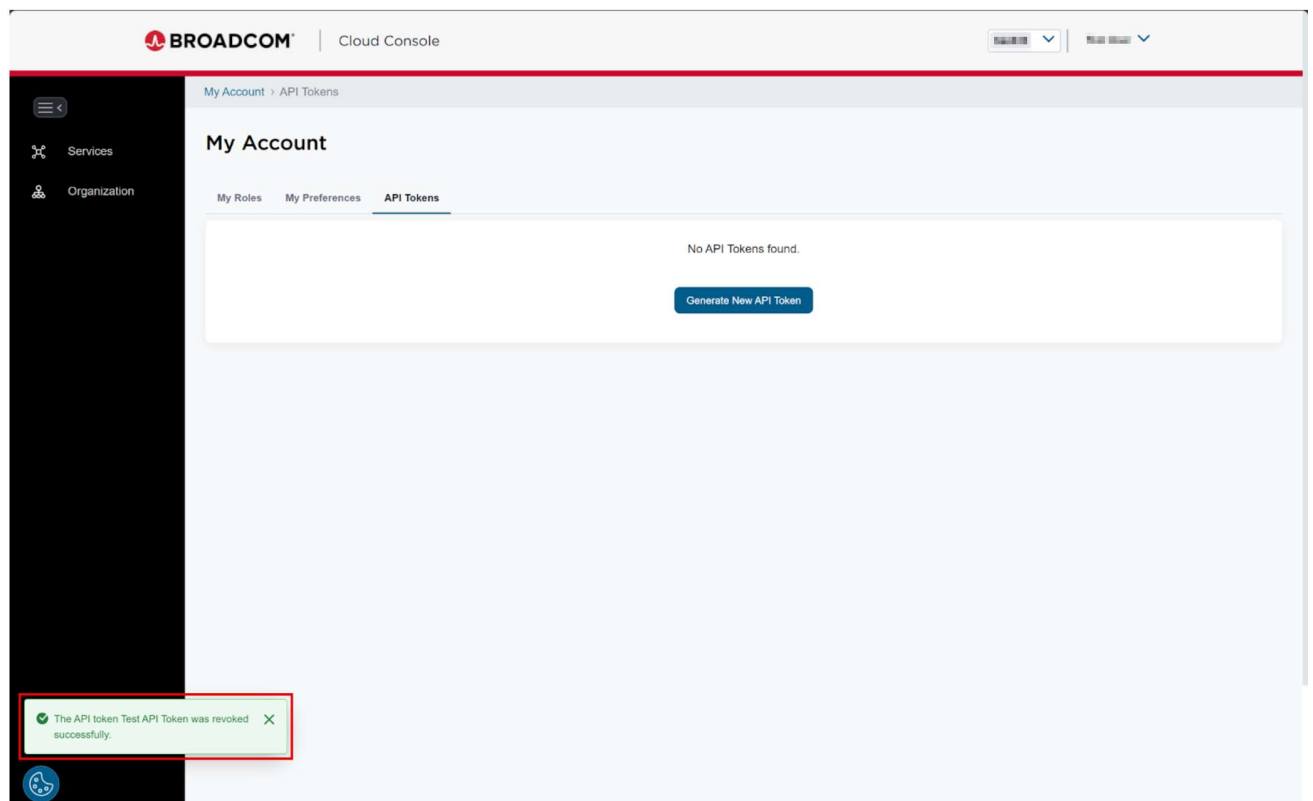 BROADCOM Cloud Console
My Account › API Tokens
Services
Organization
My Account
My Roles My Preferences API Tokens
No API Tokens found.
Generate New API Token
The API token Test API Token was revoked
successfully.